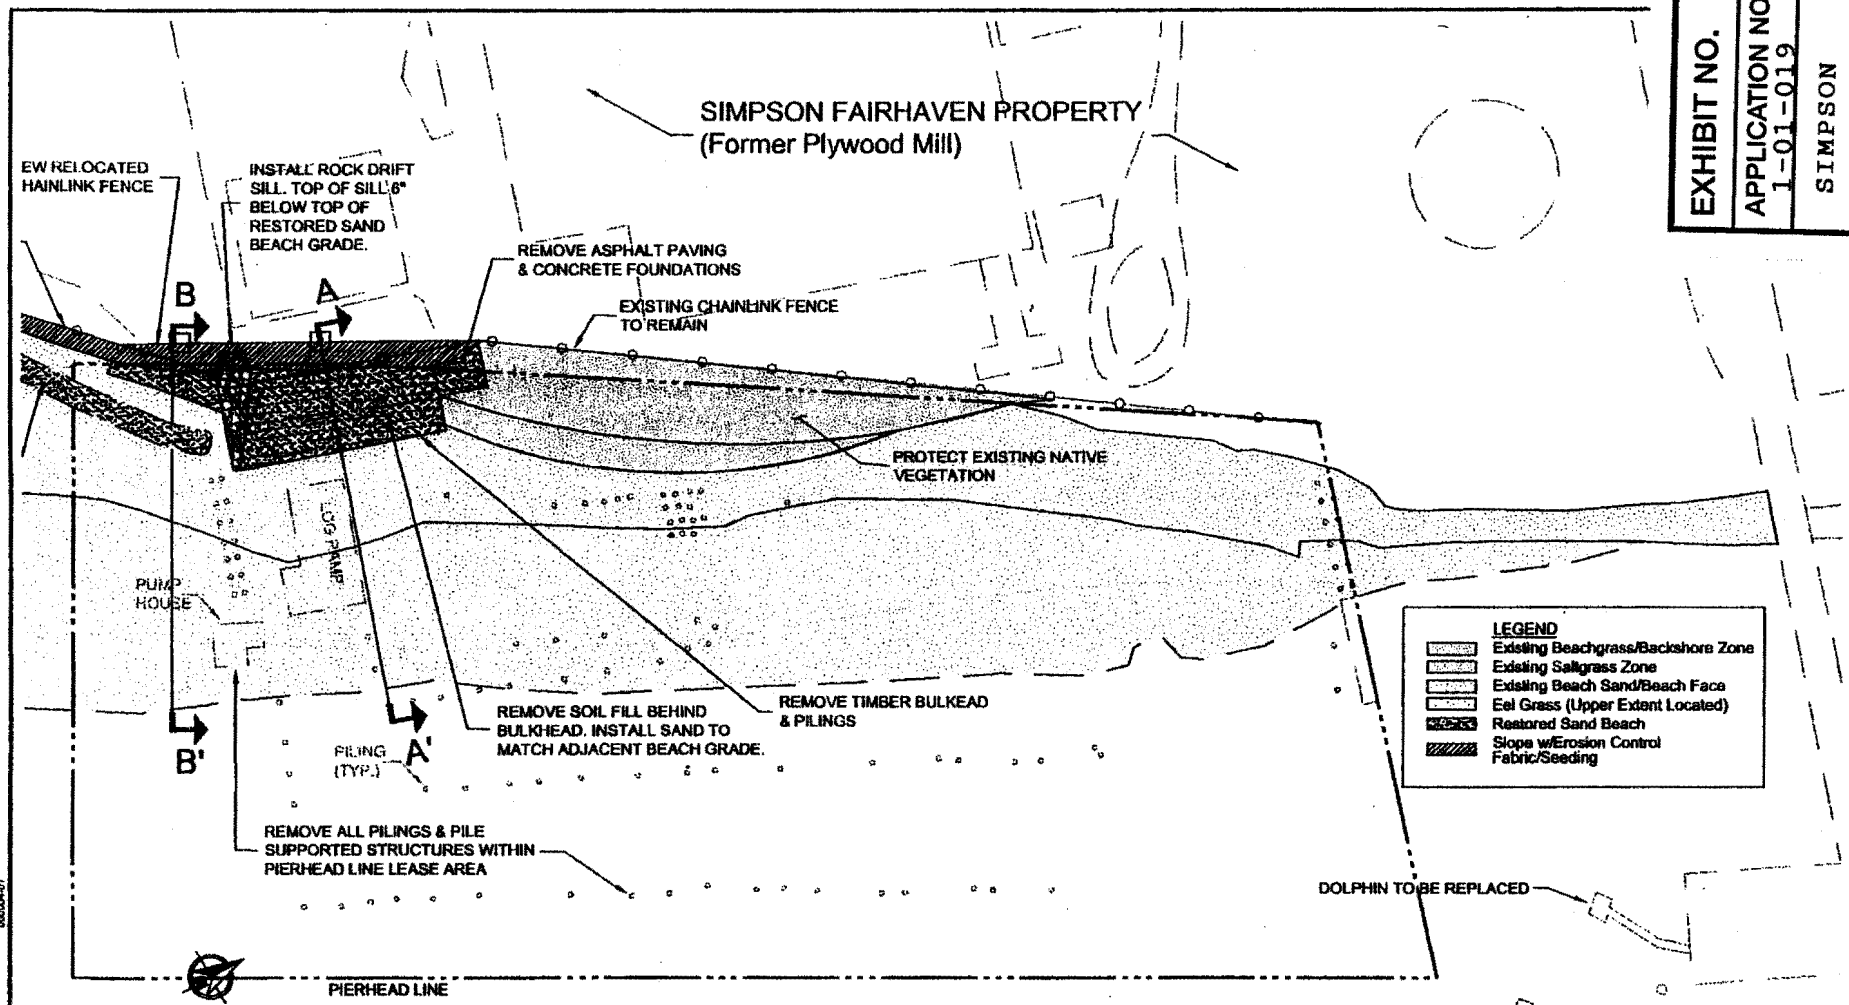 EXHIBIT NO.
APPLICATION NO
1-01-019
SIMPSON
SIMPSON FAIRHAVEN PROPERTY
(Former Plywood Mill)
EW RELOCATED
HAINLINK FENCE
INSTALL ROCK DRIFT
SILL. TOP OF SILL 6"
BELOW TOP OF
RESTORED SAND
BEACH GRADE.
REMOVE ASPHALT PAVING
& CONCRETE FOUNDATIONS
EXISTING CHAINLINK FENCE
TO REMAIN
B
A
PROTECT EXISTING NATIVE
VEGETATION
LOG RAMP
PUMP
HOUSE
LEGEND
Existing Beachgrass/Backshore Zone
Existing Saltgrass Zone
Existing Beach Sand/Beach Face
Eel Grass (Upper Extent Located)
Restored Sand Beach
Slope w/Erosion Control
Fabric/Seeding
REMOVE TIMBER BULKEAD
& PILINGS
REMOVE SOIL FILL BEHIND
BULKHEAD. INSTALL SAND TO
MATCH ADJACENT BEACH GRADE.
B'
A'
PILING
(TYP.)
REMOVE ALL PILINGS & PILE
SUPPORTED STRUCTURES WITHIN
PIERHEAD LINE LEASE AREA
DOLPHIN TO BE REPLACED
PIERHEAD LINE